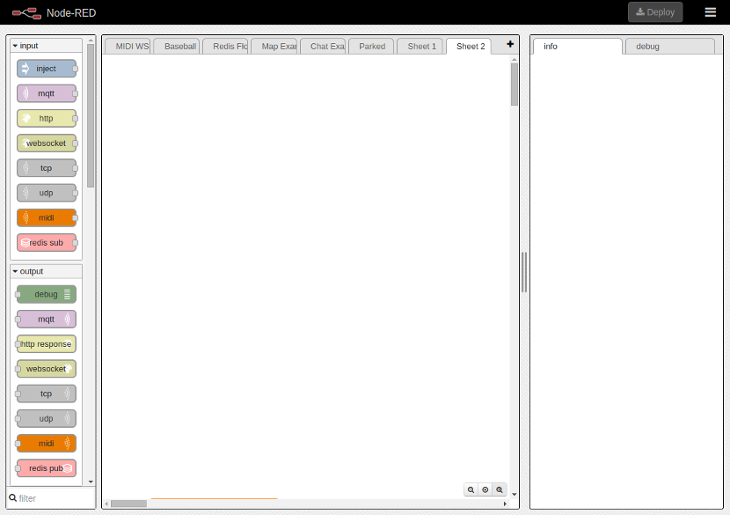 Node-RED
Deploy
input
inject
mqtt
http
websocket
tcp
udp
midi
redis sub
output
debug
mqtt
http response
websocket
tcp
udp
midi
redis pub
filter
MIDI WS
Baseball
Redis Flo
Map Exa
Chat Exa
Parked
Sheet 1
Sheet 2
info
debug